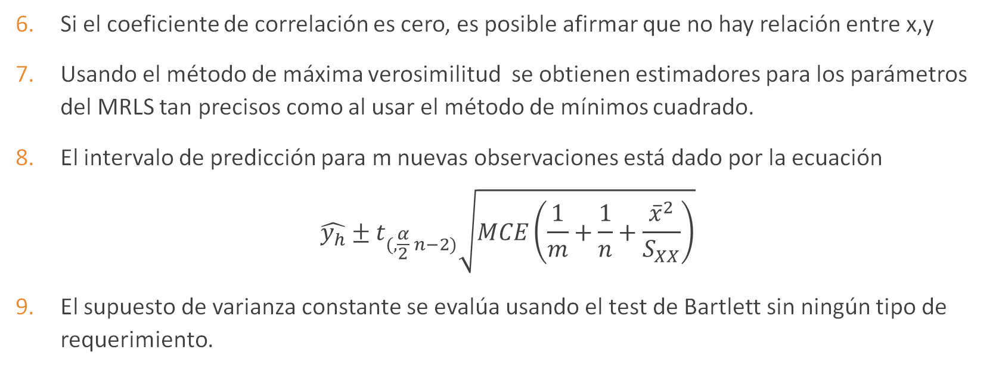 6. Si el coeficiente de correlación es cero, es posible afirmar que no hay relación entre x,y
7. Usando el método de máxima verosimilitud se obtienen estimadores para los parámetros
del MRLS tan precisos como al usar el método de mínimos cuadrado.
8. El intervalo de predicción para m nuevas observaciones está dado por la ecuación
$\widehat{y_h} \pm t_{(,\frac{\alpha}{2} n-2)} \sqrt{MCE\left(\frac{1}{m}+\frac{1}{n}+\frac{\bar{x}^2}{S_{XX}}\right)}$
9. El supuesto de varianza constante se evalúa usando el test de Bartlett sin ningún tipo de
requerimiento.